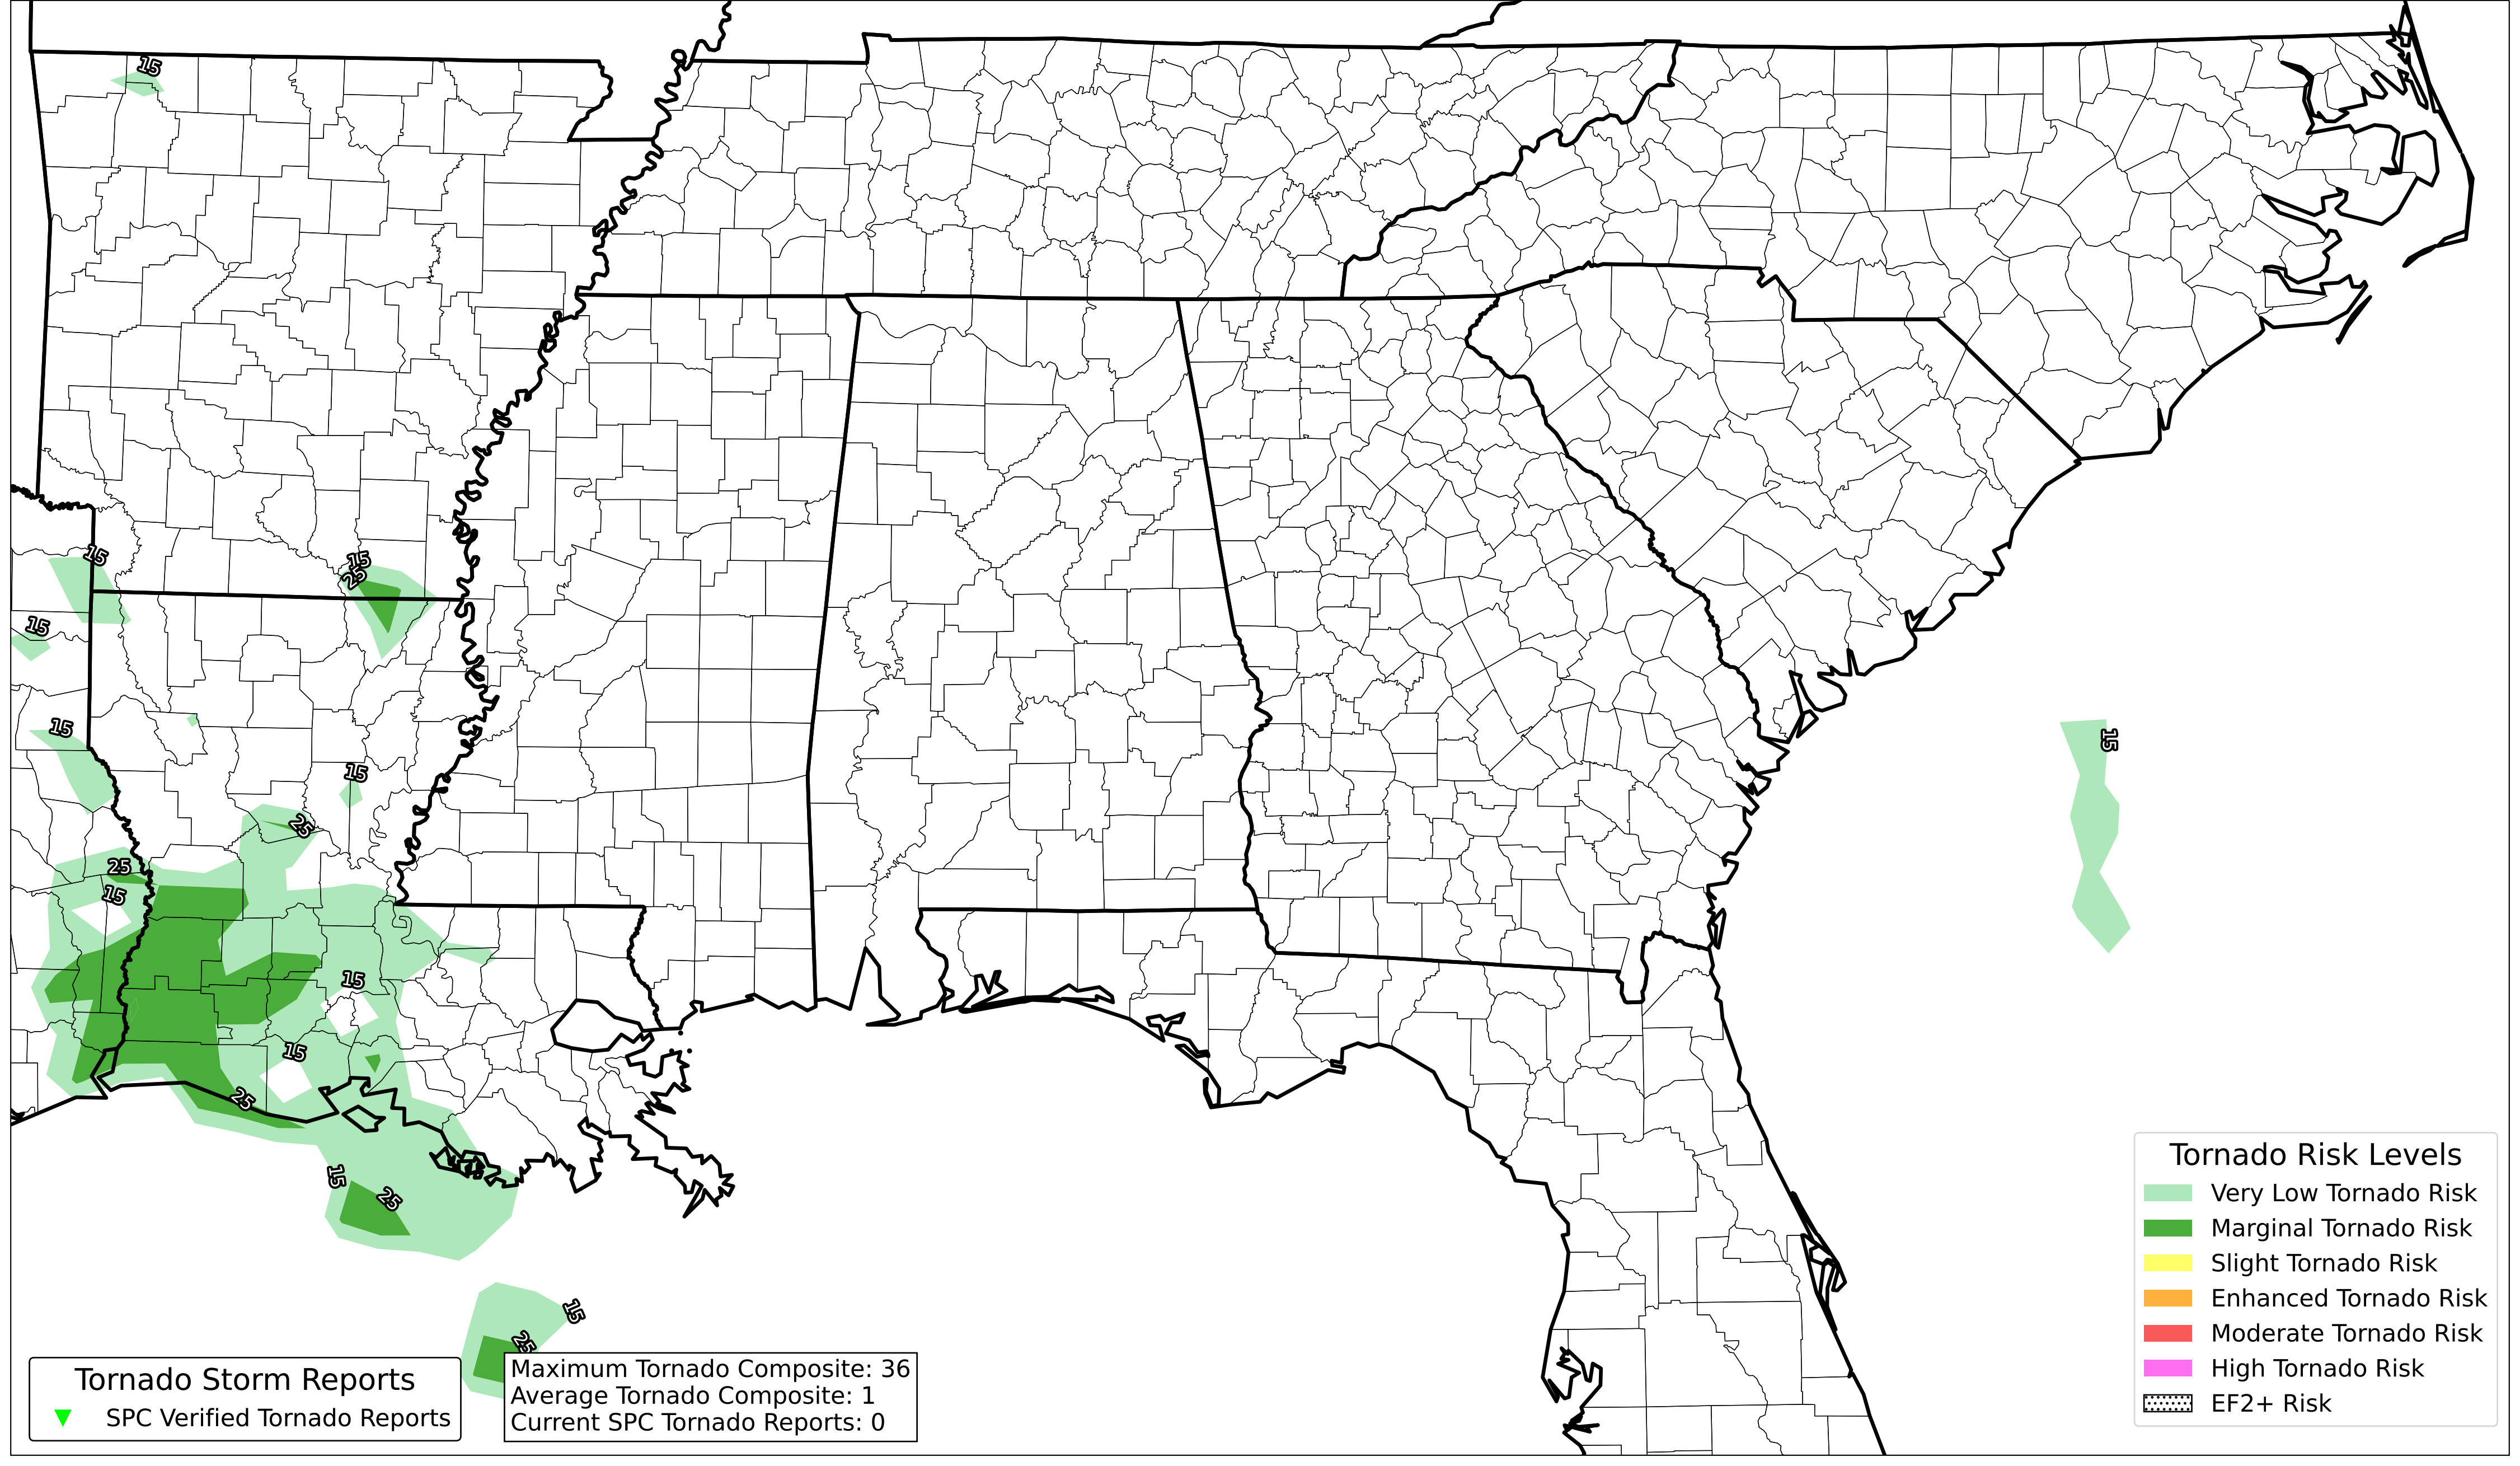 15
15
25
15
15
15
15
15
25
25
15
15
15
25
15
25
15
25
Tornado Risk Levels
Very Low Tornado Risk
Marginal Tornado Risk
Slight Tornado Risk
Enhanced Tornado Risk
Moderate Tornado Risk
High Tornado Risk
EF2+ Risk
Tornado Storm Reports
SPC Verified Tornado Reports
Maximum Tornado Composite: 36
Average Tornado Composite: 1
Current SPC Tornado Reports: 0